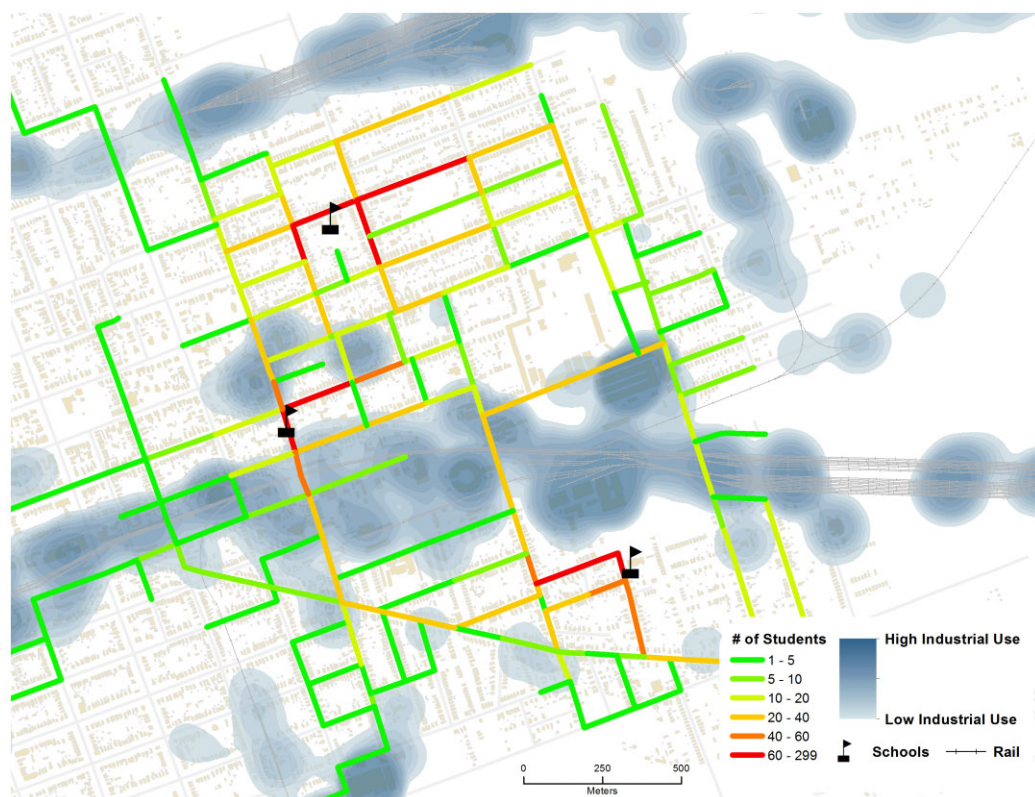 # of Students
1 - 5
5 - 10
10 - 20
20 - 40
40 - 60
60 - 299
High Industrial Use
Low Industrial Use
Schools
Rail
0 250 500
Meters